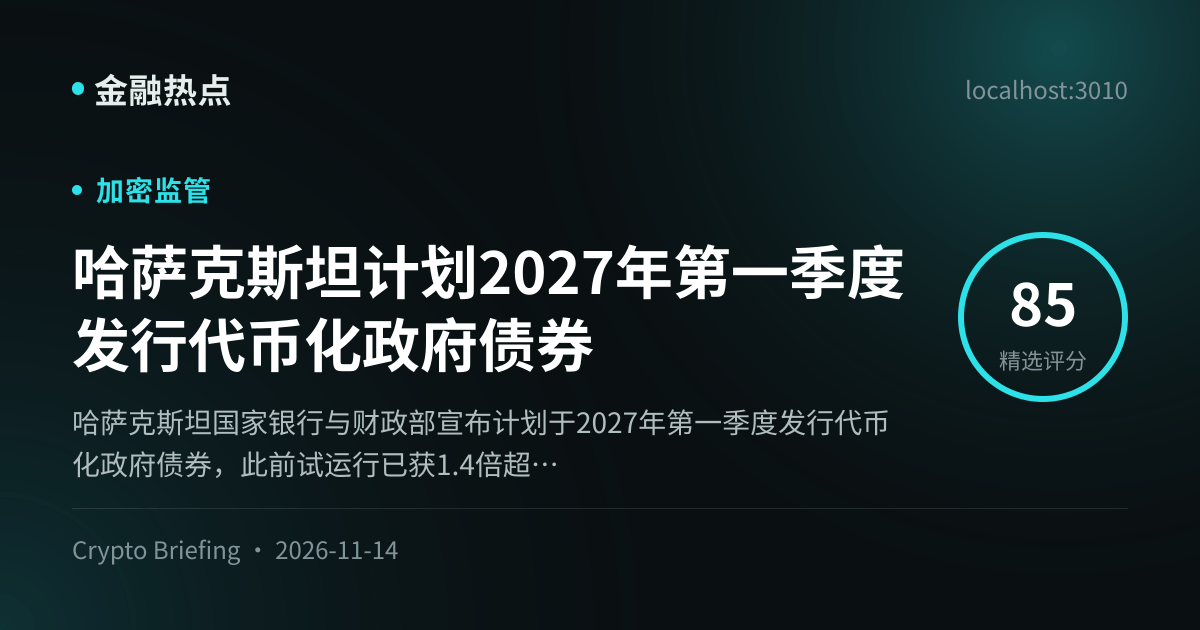 金融热点
localhost:3010
加密监管
哈萨克斯坦计划2027年第一季度
发行代币化政府债券
85
精选评分
哈萨克斯坦国家银行与财政部宣布计划于2027年第一季度发行代币
化政府债券，此前试运行已获1.4倍超…
Crypto Briefing · 2026-11-14